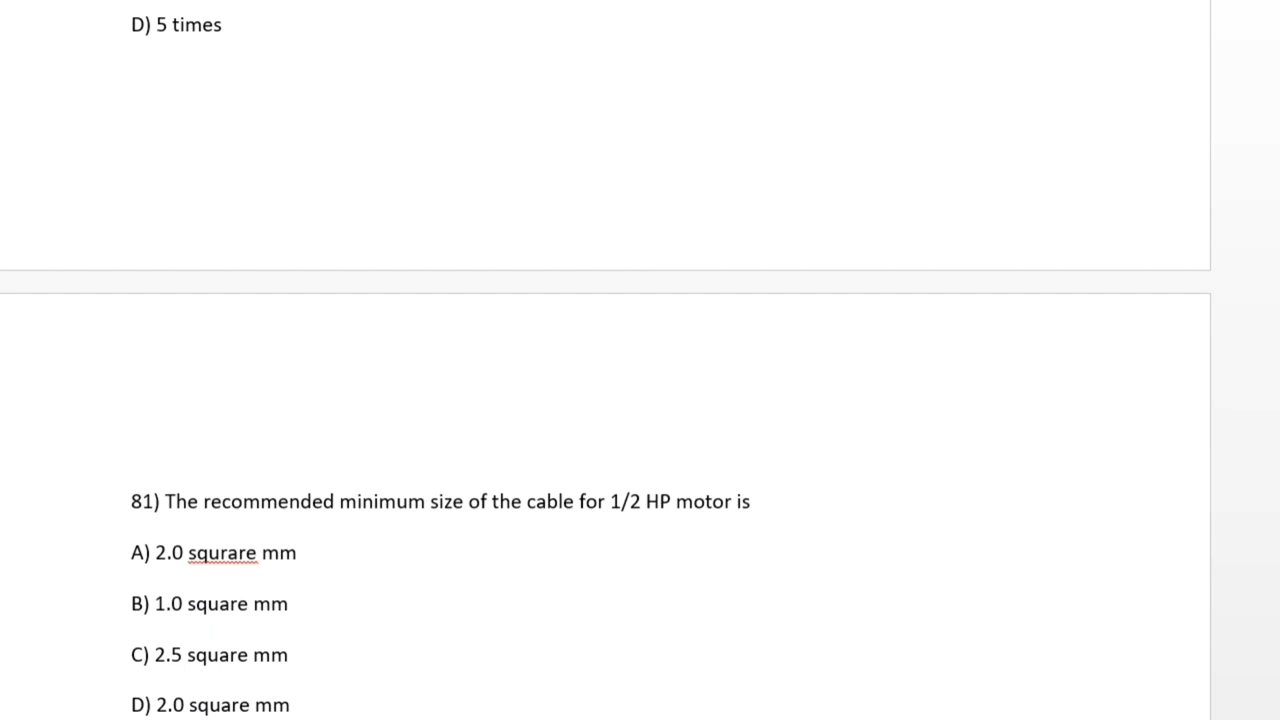 D) 5 times
81) The recommended minimum size of the cable for 1/2 HP motor is
A) 2.0 squrare mm
B) 1.0 square mm
C) 2.5 square mm
D) 2.0 square mm